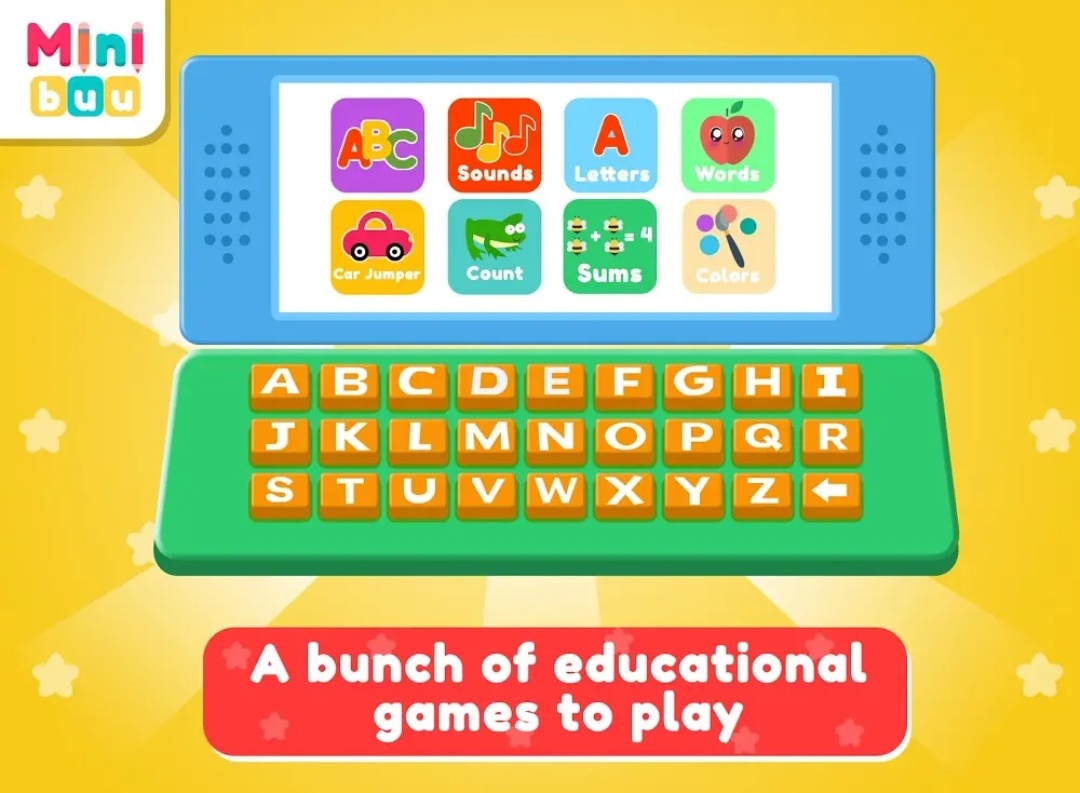 Mini
buu
ABC
Sounds
A
Letters
Words
Car Jumper
Count
+ = 4
Sums
Colors
A B C D E F G H I
J K L M N O P Q R
S T U V W X Y Z ←
A bunch of educational
games to play